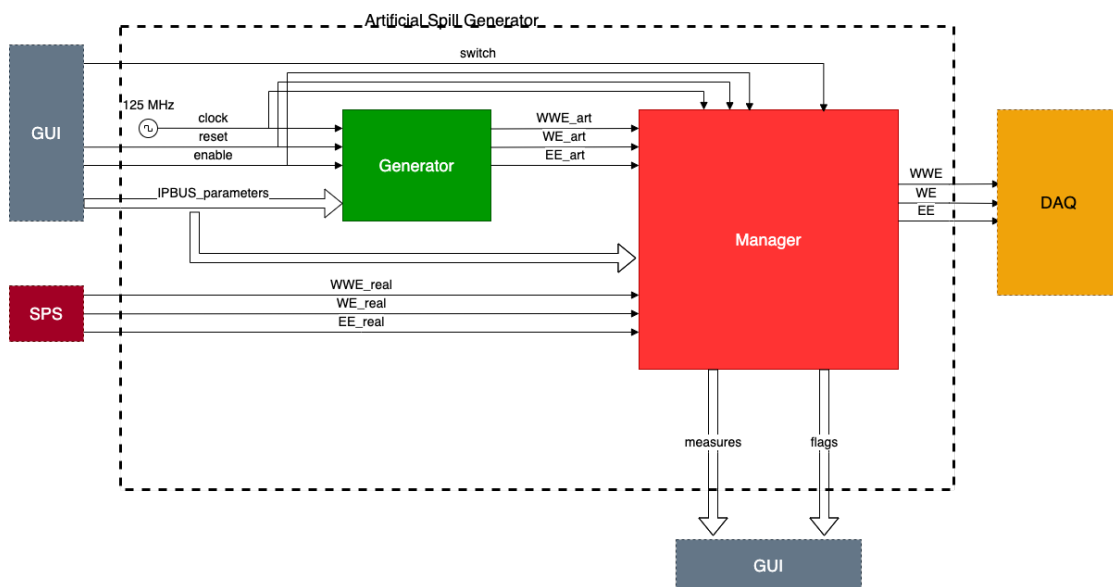 Artificial Spill Generator
switch
125 MHz
clock
reset
enable
GUI
Generator
WWE_art
WE_art
EE_art
IPBUS_parameters
Manager
WWE
WE
EE
DAQ
SPS
WWE_real
WE_real
EE_real
measures
flags
GUI